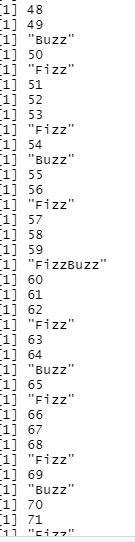 [1] 48
[1] 49
[1] "Buzz"
[1] 50
[1] "Fizz"
[1] 51
[1] 52
[1] 53
[1] "Fizz"
[1] 54
[1] "Buzz"
[1] 55
[1] 56
[1] "Fizz"
[1] 57
[1] 58
[1] 59
[1] "FizzBuzz"
[1] 60
[1] 61
[1] 62
[1] "Fizz"
[1] 63
[1] 64
[1] "Buzz"
[1] 65
[1] "Fizz"
[1] 66
[1] 67
[1] 68
[1] "Fizz"
[1] 69
[1] "Buzz"
[1] 70
[1] 71
[1] "Fizz"